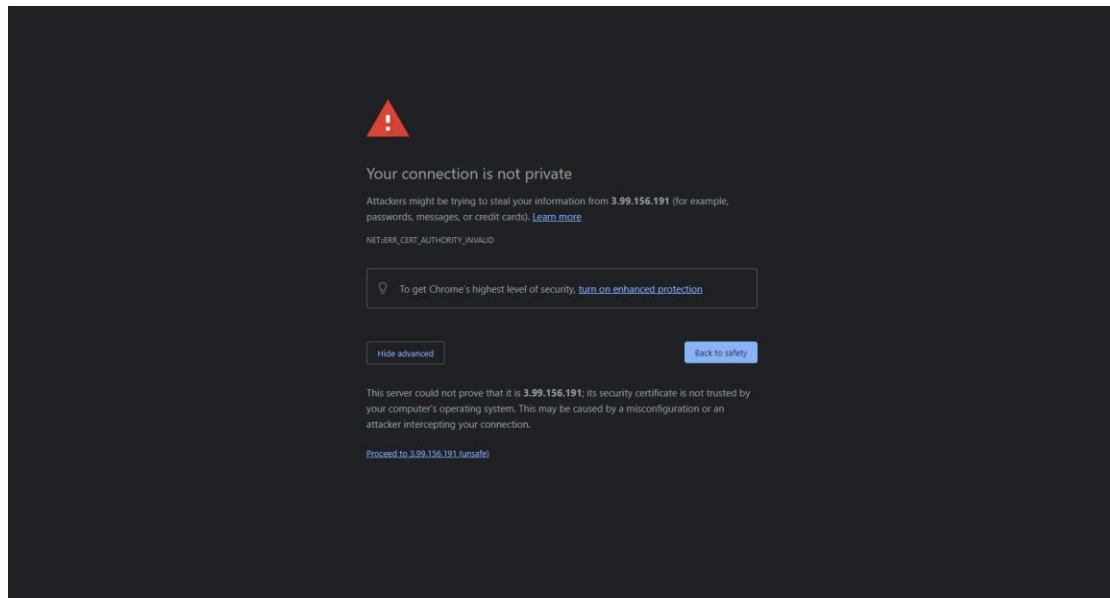 Your connection is not private
Attackers might be trying to steal your information from 3.99.156.191 (for example,
passwords, messages, or credit cards). Learn more
NET::ERR_CERT_AUTHORITY_INVALID
To get Chrome's highest level of security, turn on enhanced protection
Hide advanced
Back to safety
This server could not prove that it is 3.99.156.191; its security certificate is not trusted by
your computer's operating system. This may be caused by a misconfiguration or an
attacker intercepting your connection.
Proceed to 3.99.156.191 (unsafe)